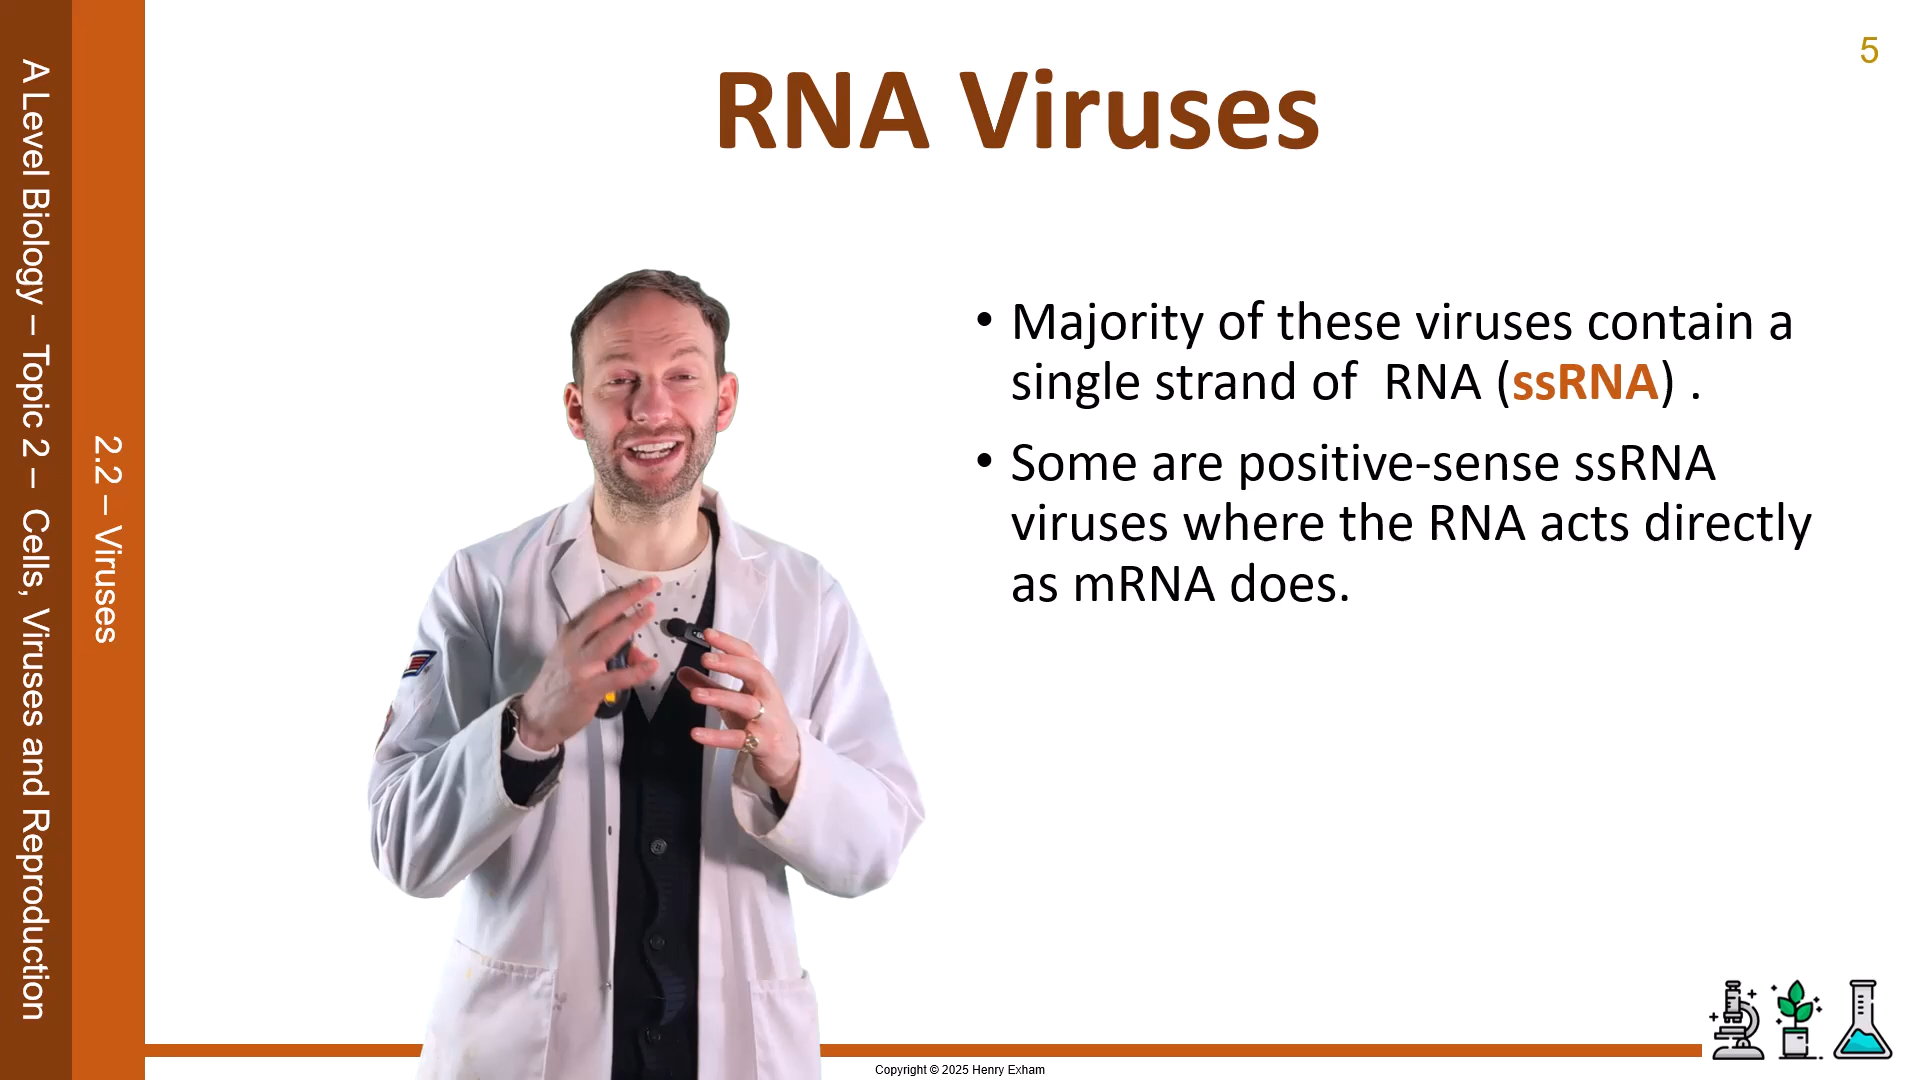 A Level Biology – Topic 2 – Cells, Viruses and Reproduction
2.2 – Viruses
5
RNA Viruses
• Majority of these viruses contain a
single strand of  RNA (ssRNA) .
• Some are positive-sense ssRNA
viruses where the RNA acts directly
as mRNA does.
Copyright © 2025 Henry Exham